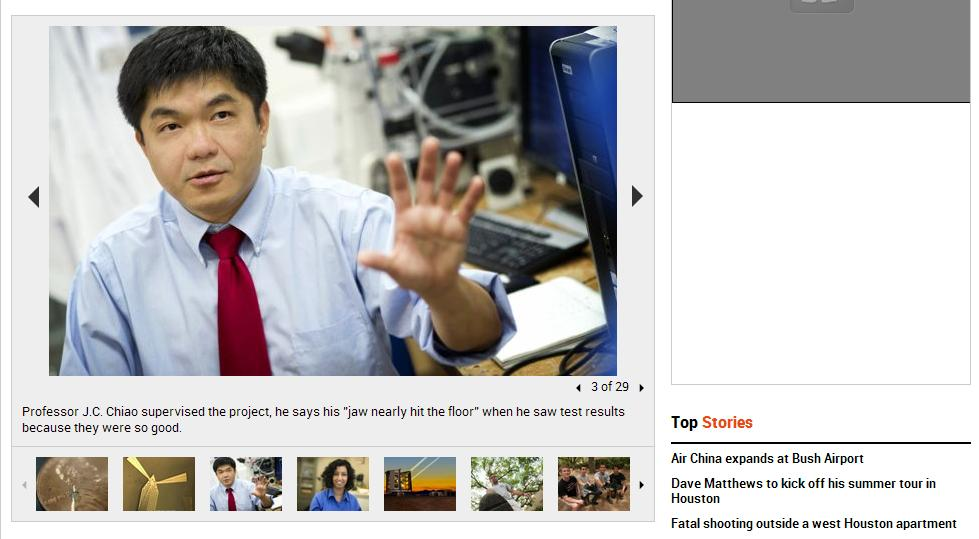 3 of 29
Professor J.C. Chiao supervised the project, he says his "jaw nearly hit the floor" when he saw test results
because they were so good.
Top Stories
Air China expands at Bush Airport
Dave Matthews to kick off his summer tour in
Houston
Fatal shooting outside a west Houston apartment